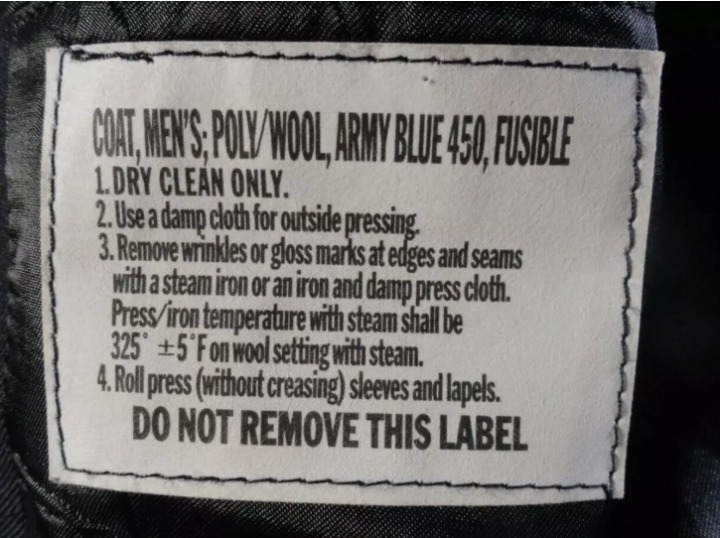 COAT, MEN'S; POLY/WOOL, ARMY BLUE 450, FUSIBLE
1. DRY CLEAN ONLY.
2. Use a damp cloth for outside pressing.
3. Remove wrinkles or gloss marks at edges and seams
with a steam iron or an iron and damp press cloth.
Press/iron temperature with steam shall be
325° ±5°F on wool setting with steam.
4. Roll press (without creasing) sleeves and lapels.
DO NOT REMOVE THIS LABEL